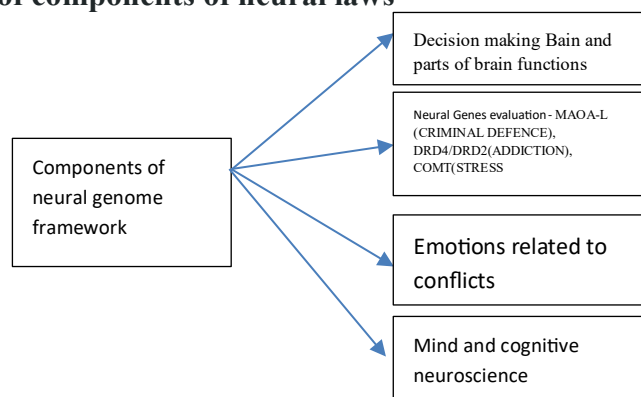 of components of neural laws
Decision making Bain and
parts of brain functions
Neural Genes evaluation - MAOA-L
(CRIMINAL DEFENCE),
DRD4/DRD2(ADDICTION),
COMT(STRESS
Components of
neural genome
framework
Emotions related to
conflicts
Mind and cognitive
neuroscience